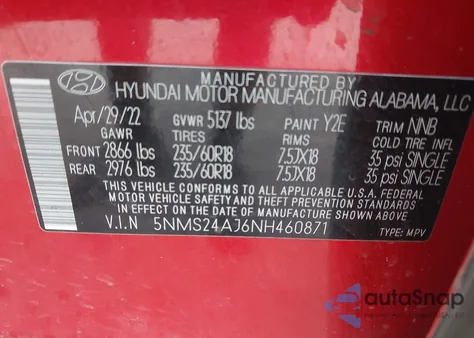 MANUFACTURED BY
HYUNDAI MOTOR MANUFACTURING ALABAMA, LLC
Apr/29/22 GVWR 5137 lbs PAINT Y2E TRIM NNB
GAWR TIRES RIMS COLD TIRE INFL
FRONT 2866 lbs 235/60R18 7.5JX18 35 psi SINGLE
REAR 2976 lbs 235/60R18 7.5JX18 35 psi SINGLE
THIS VEHICLE CONFORMS TO ALL APPLICABLE U.S.A. FEDERAL
MOTOR VEHICLE SAFETY AND THEFT PREVENTION STANDARDS IN
EFFECT ON THE DATE OF MANUFACTURE SHOWN ABOVE.
V.I.N 5NMS24AJ6NH460871 TYPE: MPV
autoSnap